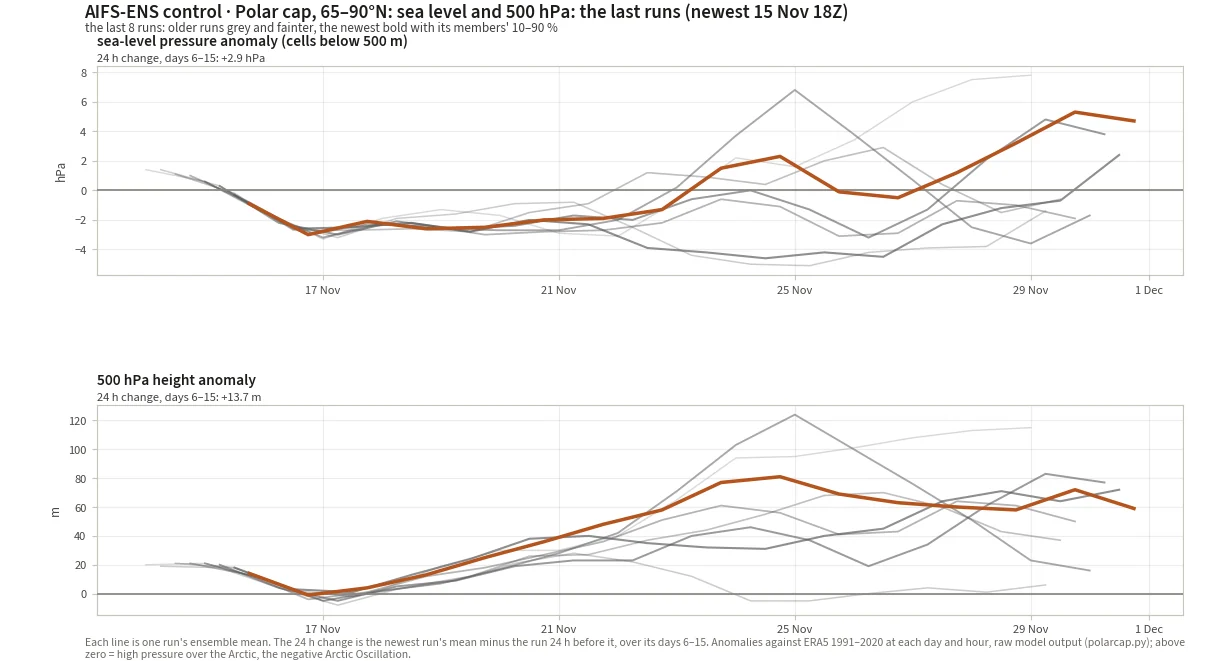 AIFS-ENS control · Polar cap, 65–90°N: sea level and 500 hPa: the last runs (newest 15 Nov 18Z)
the last 8 runs: older runs grey and fainter, the newest bold with its members' 10–90 %
sea-level pressure anomaly (cells below 500 m)
24 h change, days 6–15: +2.9 hPa
8
6
4
2
0
−2
−4
hPa
17 Nov
21 Nov
25 Nov
29 Nov
1 Dec
500 hPa height anomaly
24 h change, days 6–15: +13.7 m
120
100
80
60
40
20
0
m
17 Nov
21 Nov
25 Nov
29 Nov
1 Dec
Each line is one run's ensemble mean. The 24 h change is the newest run's mean minus the run 24 h before it, over its days 6–15. Anomalies against ERA5 1991–2020 at each day and hour, raw model output (polarcap.py); above
zero = high pressure over the Arctic, the negative Arctic Oscillation.